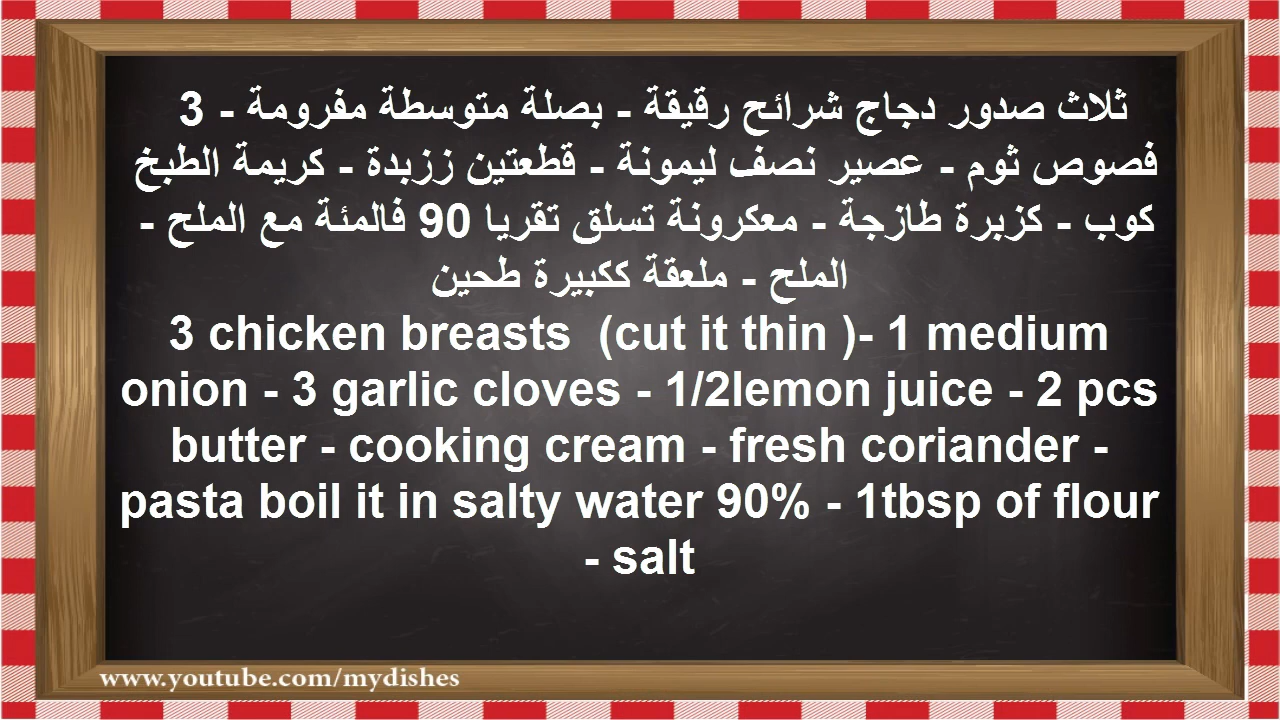 ثلاث صدور دجاج شرائح رقيقة - بصلة متوسطة مفرومة - 3
فصوص ثوم - عصير نصف ليمونة - قطعتين ززبدة - كريمة الطبخ
كوب - كزبرة طازجة - معكرونة تسلق تقريا 90 فالمئة مع الملح -
الملح - ملعقة ككبيرة طحين
3 chicken breasts  (cut it thin )- 1 medium
onion - 3 garlic cloves - 1/2lemon juice - 2 pcs
butter - cooking cream - fresh coriander -
pasta boil it in salty water 90% - 1tbsp of flour
- salt
www.youtube.com/mydishes